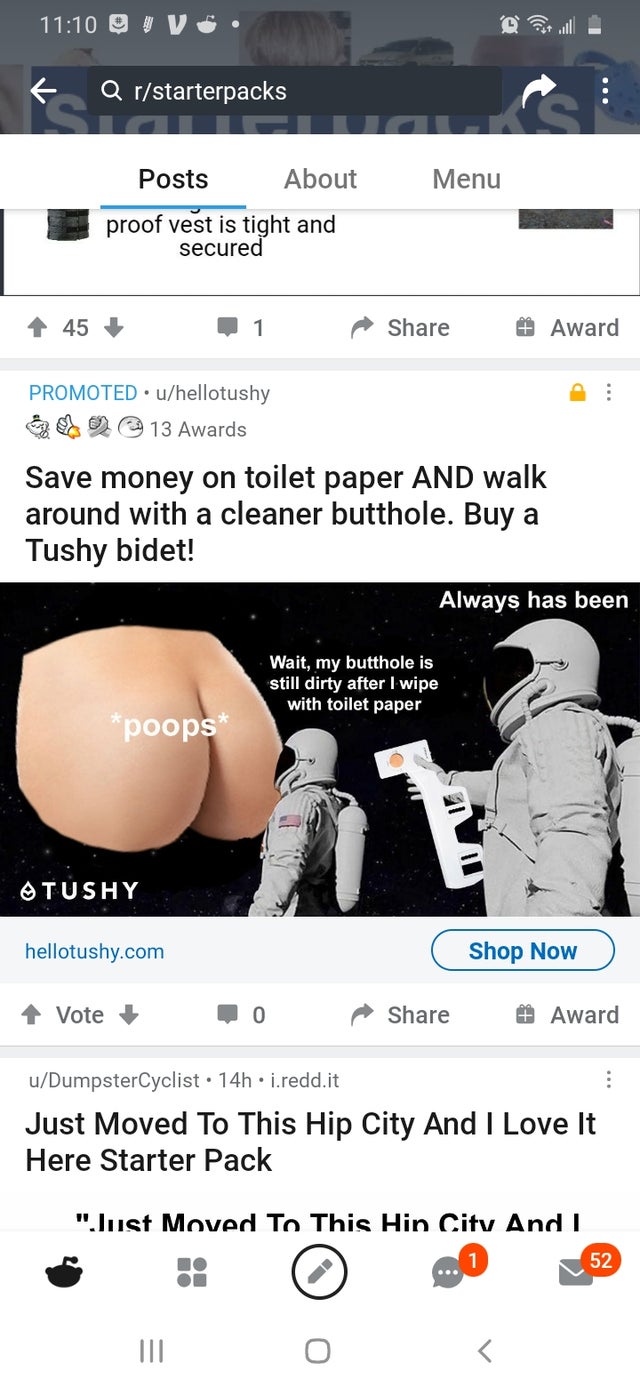 11:10
r/starterpacks
starterpacks
Posts About Menu
proof vest is tight and
secured
45 1 Share Award
PROMOTED • u/hellotushy
13 Awards
Save money on toilet paper AND walk
around with a cleaner butthole. Buy a
Tushy bidet!
Always has been
Wait, my butthole is
still dirty after I wipe
with toilet paper
*poops*
TUSHY
hellotushy.com Shop Now
Vote 0 Share Award
u/DumpsterCyclist • 14h • i.redd.it
Just Moved To This Hip City And I Love It
Here Starter Pack
"Just Moved To This Hip City And I
1
52